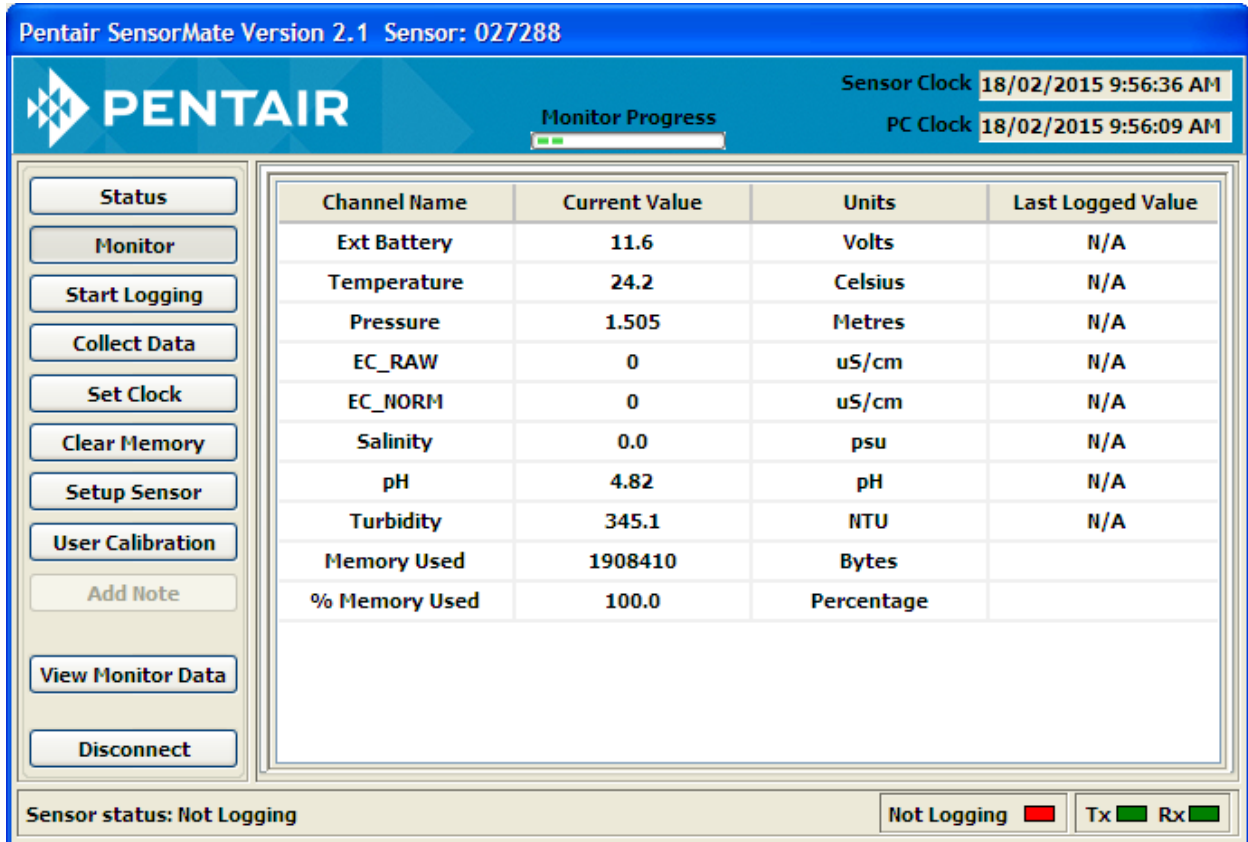 Pentair SensorMate Version 2.1 Sensor: 027288
PENTAIR
Monitor Progress
Sensor Clock 18/02/2015 9:56:36 AM
PC Clock 18/02/2015 9:56:09 AM
Status
Monitor
Start Logging
Collect Data
Set Clock
Clear Memory
Setup Sensor
User Calibration
Add Note
View Monitor Data
Disconnect
Channel Name Current Value Units Last Logged Value
Ext Battery 11.6 Volts N/A
Temperature 24.2 Celsius N/A
Pressure 1.505 Metres N/A
EC_RAW 0 uS/cm N/A
EC_NORM 0 uS/cm N/A
Salinity 0.0 psu N/A
pH 4.82 pH N/A
Turbidity 345.1 NTU N/A
Memory Used 1908410 Bytes
% Memory Used 100.0 Percentage
Sensor status: Not Logging
Not Logging
Tx Rx